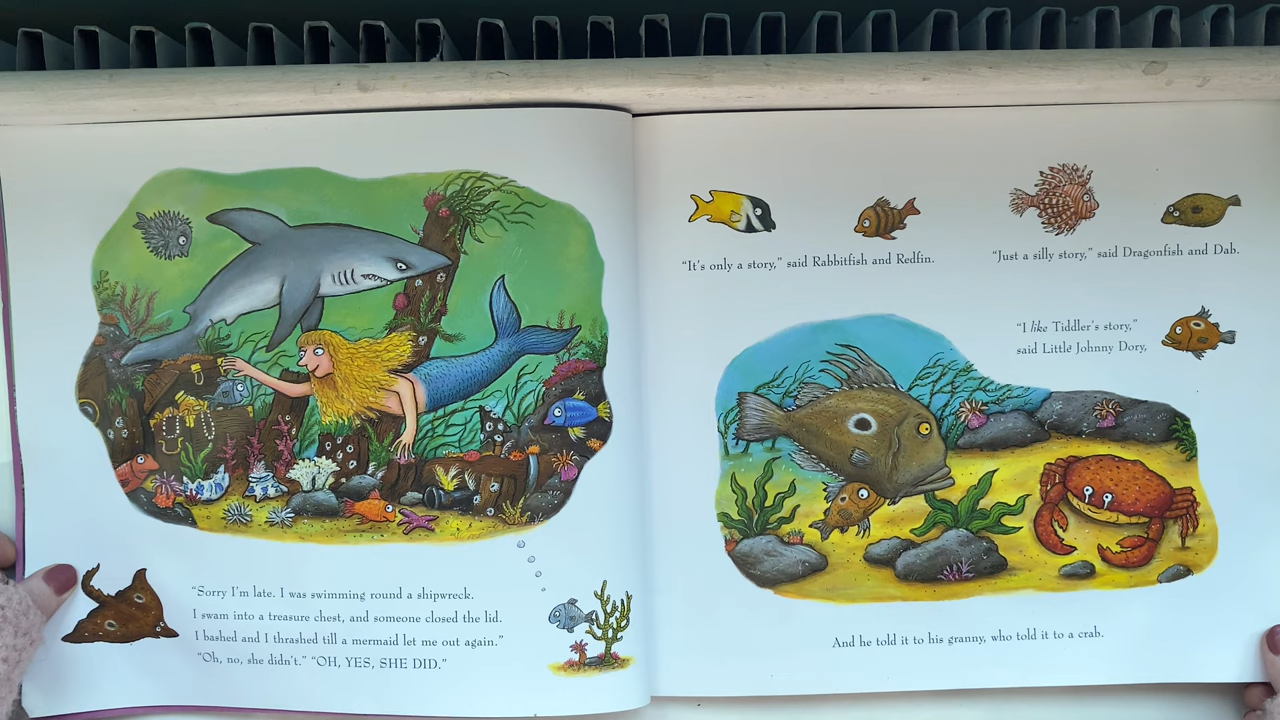 "Sorry I'm late. I was swimming round a shipwreck.
I swam into a treasure chest, and someone closed the lid.
I bashed and I thrashed till a mermaid let me out again."
"Oh, no, she didn't." "OH, YES, SHE DID."
"It's only a story," said Rabbitfish and Redfin.
"Just a silly story," said Dragonfish and Dab.
"I like Tiddler's story,"
said Little Johnny Dory,
And he told it to his granny, who told it to a crab.